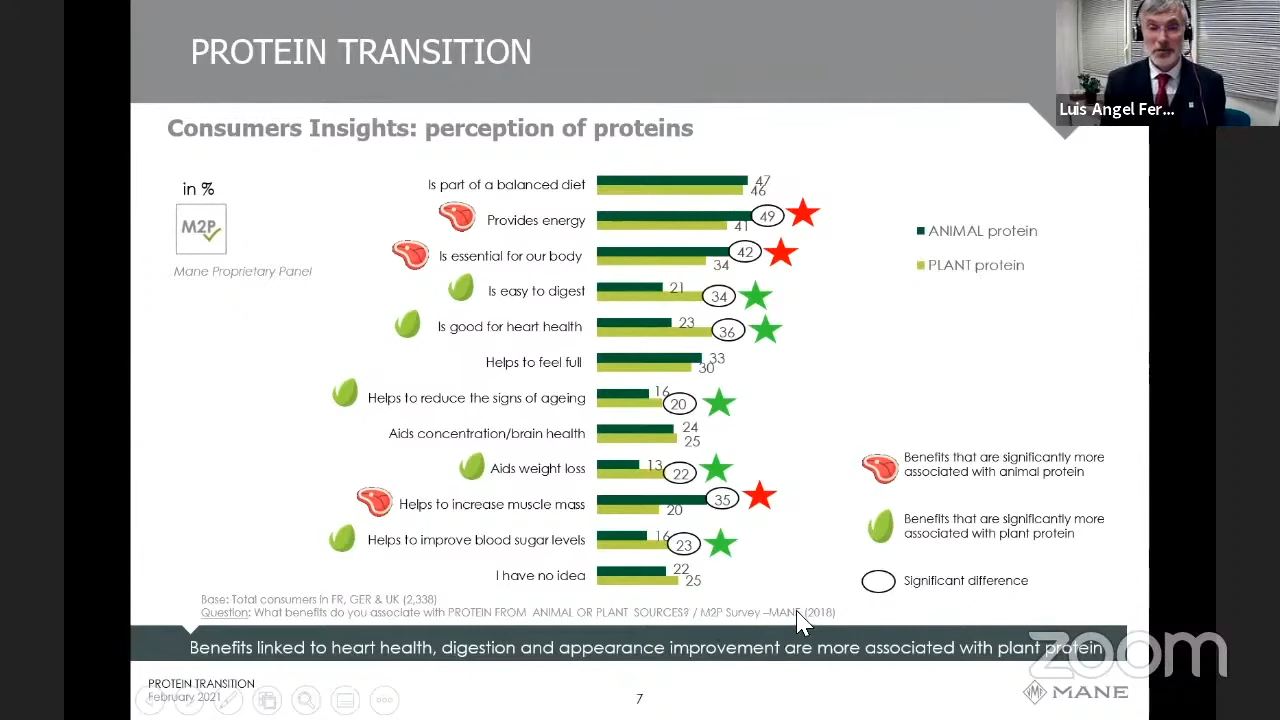 PROTEIN TRANSITION
Luis Angel Fer...
Consumers Insights: perception of proteins
in %
M2P
Mane Proprietary Panel
Is part of a balanced diet 47
46
Provides energy 49
41
Is essential for our body 42
34
Is easy to digest 21
34
Is good for heart health 23
36
Helps to feel full 33
30
Helps to reduce the signs of ageing 16
20
Aids concentration/brain health 24
25
Aids weight loss 13
22
Helps to increase muscle mass 35
20
Helps to improve blood sugar levels 16
23
I have no idea 22
25
ANIMAL protein
PLANT protein
Benefits that are significantly more
associated with animal protein
Benefits that are significantly more
associated with plant protein
Significant difference
Base: Total consumers in FR, GER & UK (2,338)
Question: What benefits do you associate with PROTEIN FROM ANIMAL OR PLANT SOURCES? / M2P Survey –MANE (2018)
Benefits linked to heart health, digestion and appearance improvement are more associated with plant protein
zoom
PROTEIN TRANSITION
February 2021
7
MANE